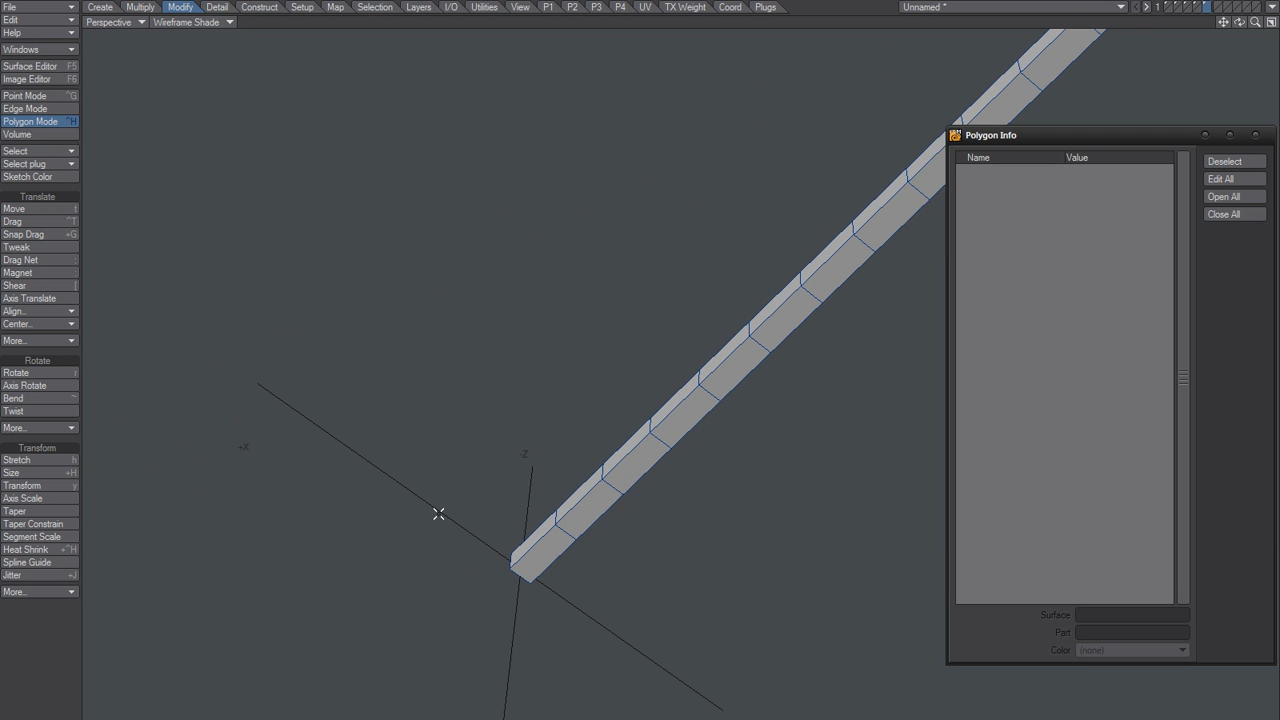 File Create Multiply Modify Detail Construct Setup Map Selection Layers I/O Utilities View P1 P2 P3 P4 UV TX Weight Coord Plugs Unnamed * 1
Edit Perspective Wireframe Shade
Help
Windows
Surface Editor F5
Image Editor F6
Point Mode ^G
Edge Mode
Polygon Mode ^H
Volume
Select
Select plug
Sketch Color
Translate
Move t
Drag ^T
Snap Drag +G
Tweak
Drag Net ;
Magnet :
Shear [
Axis Translate
Align...
Center...
More...
Rotate
Rotate r
Axis Rotate
Bend ~
Twist
More...
Transform
Stretch h
Size +H
Transform y
Axis Scale
Taper
Taper Constrain
Segment Scale
Heat Shrink +^H
Spline Guide
Jitter +J
More...
+X
-Z
Polygon Info
Name Value
Deselect
Edit All
Open All
Close All
Surface
Part
Color (none)